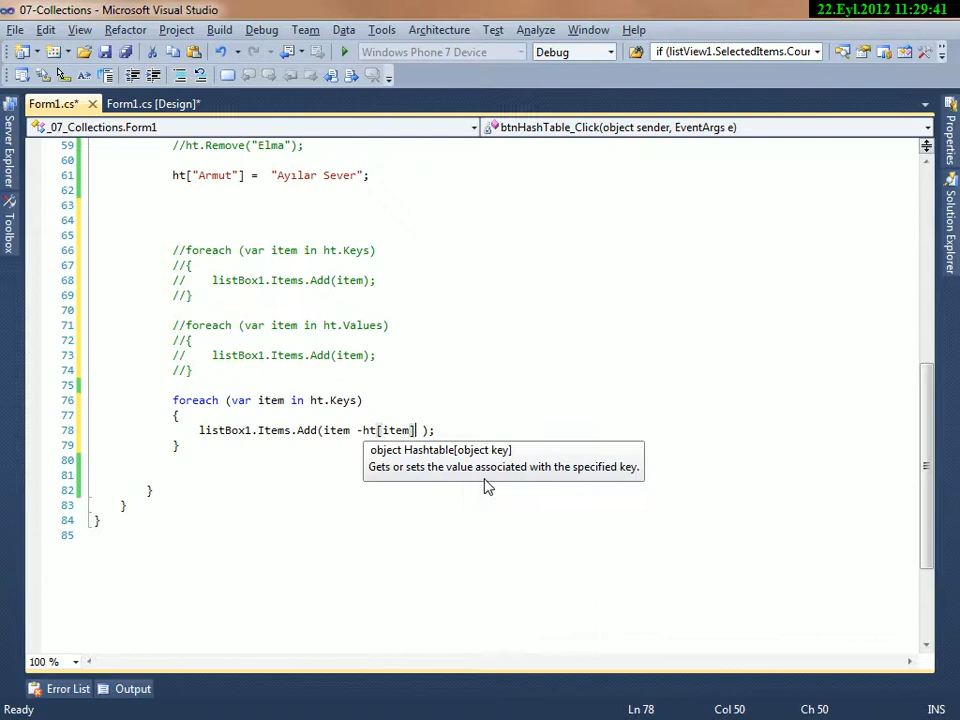 07-Collections - Microsoft Visual Studio
22.Eyl.2012 11:29:41
File Edit View Refactor Project Build Debug Team Data Tools Architecture Test Analyze Window Help
Windows Phone 7 Device Debug if (listView1.SelectedItems.Cour
Form1.cs* Form1.cs [Design]*
_07_Collections.Form1 btnHashTable_Click(object sender, EventArgs e)
Server Explorer
Toolbox
Properties
Solution Explorer
59 //ht.Remove("Elma");
60
61 ht["Armut"] = "Ayılar Sever";
62
63
64
65
66 //foreach (var item in ht.Keys)
67 //{
68 // listBox1.Items.Add(item);
69 //}
70
71 //foreach (var item in ht.Values)
72 //{
73 // listBox1.Items.Add(item);
74 //}
75
76 foreach (var item in ht.Keys)
77 {
78 listBox1.Items.Add(item -ht[item] );
79 }
object Hashtable[object key]
Gets or sets the value associated with the specified key.
80
81
82 }
83 }
84 }
85
100 %
Error List Output
Ready Ln 78 Col 50 Ch 50 INS